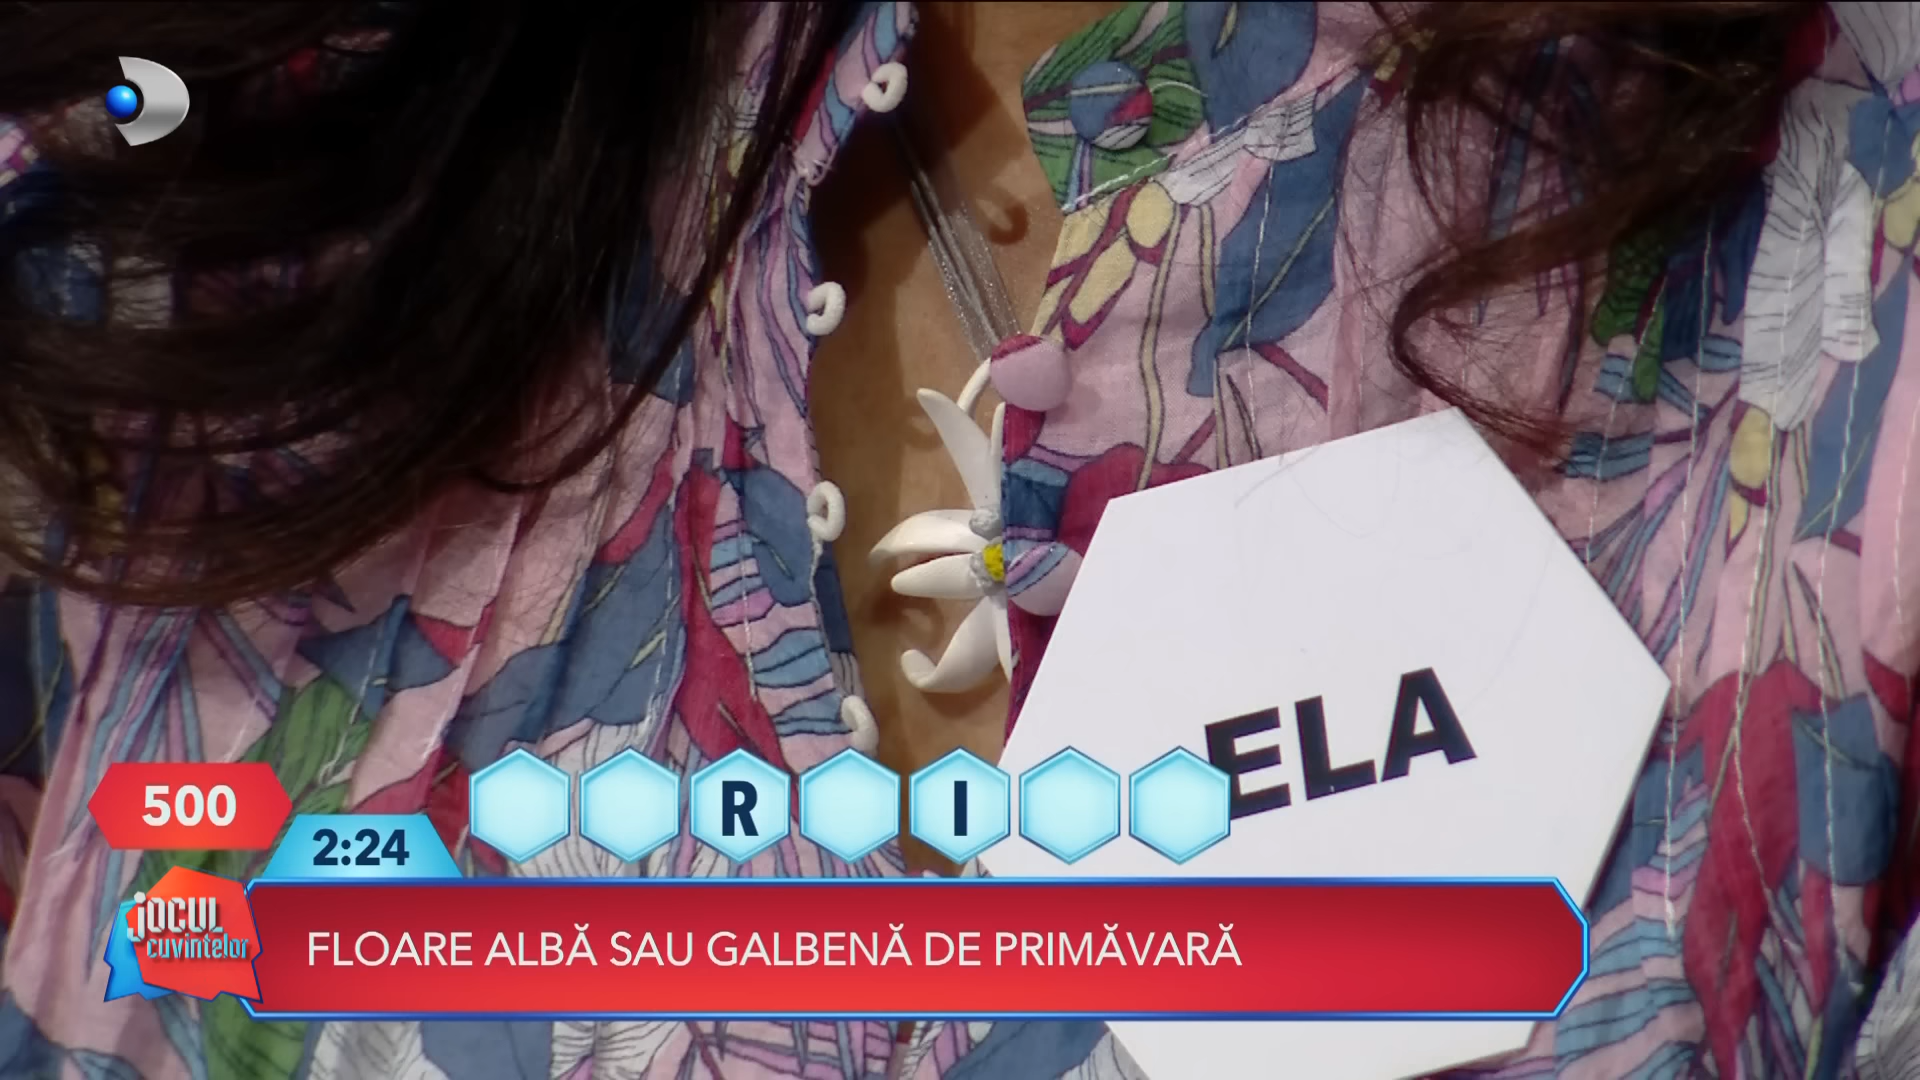 ELA
R I
500
2:24
jocul
cuvintelor
FLOARE ALBĂ SAU GALBENĂ DE PRIMĂVARĂ